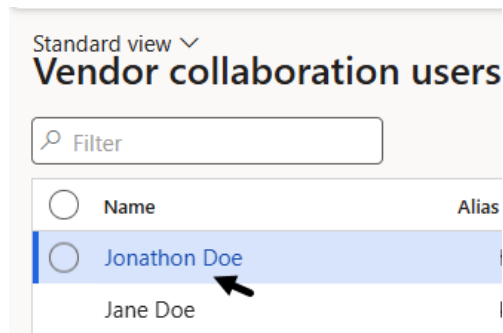 Standard view
Vendor collaboration users
Filter
Name Alias
Jonathon Doe
Jane Doe